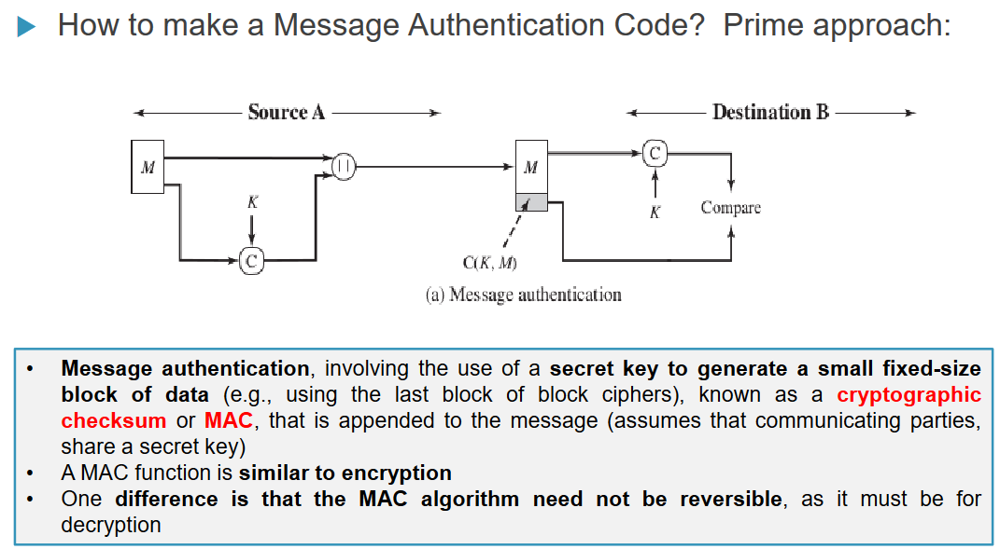 How to make a Message Authentication Code?  Prime approach:
Source A
Destination B
M
K
C
||
M
C(K, M)
C
K
Compare
(a) Message authentication
• Message authentication, involving the use of a secret key to generate a small fixed-size
block of data (e.g., using the last block of block ciphers), known as a cryptographic
checksum or MAC, that is appended to the message (assumes that communicating parties,
share a secret key)
• A MAC function is similar to encryption
• One difference is that the MAC algorithm need not be reversible, as it must be for
decryption